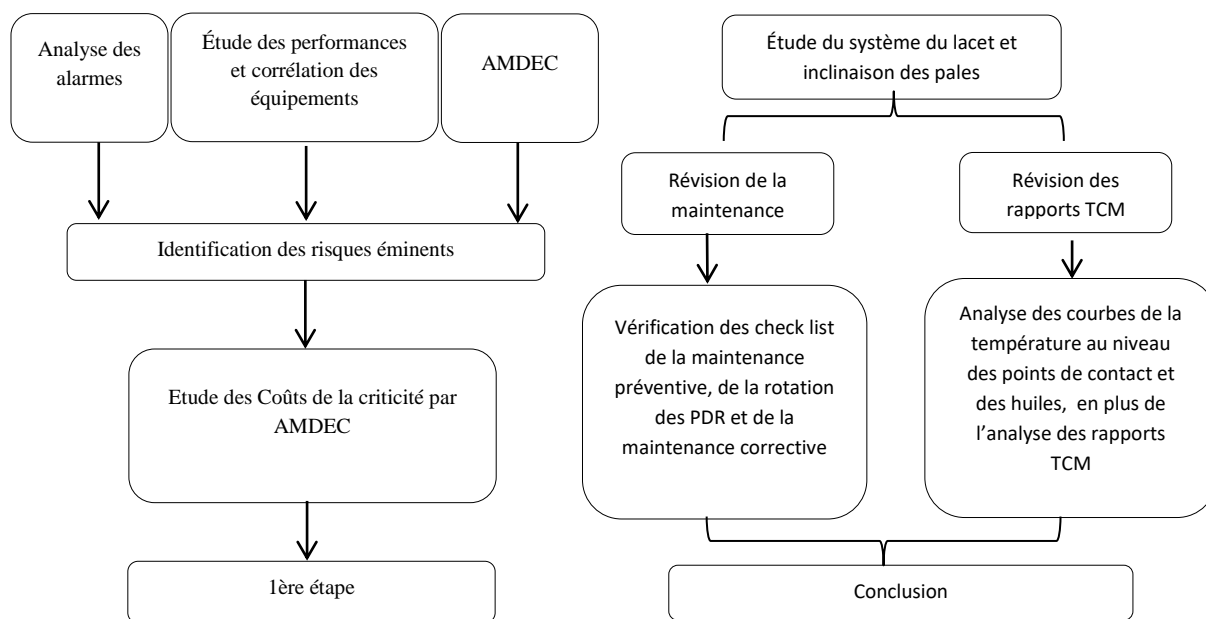 Analyse des
alarmes
Étude des performances
et corrélation des
équipements
AMDEC
Identification des risques éminents
Etude des Coûts de la criticité par
AMDEC
1ère étape
Étude du système du lacet et
inclinaison des pales
Révision de la
maintenance
Révision des
rapports TCM
Vérification des check list
de la maintenance
préventive, de la rotation
des PDR et de la
maintenance corrective
Analyse des courbes de la
température au niveau
des points de contact et
des huiles, en plus de
l’analyse des rapports
TCM
Conclusion